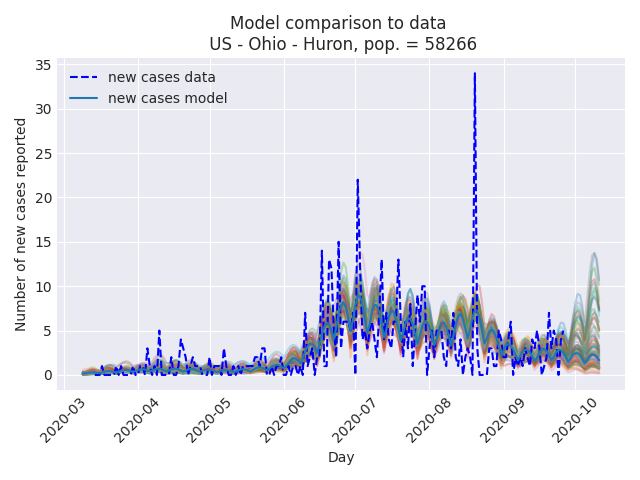 Model comparison to data
US - Ohio - Huron, pop. = 58266
new cases data
new cases model
Number of new cases reported
35
30
25
20
15
10
5
0
2020-03
2020-04
2020-05
2020-06
2020-07
2020-08
2020-09
2020-10
Day